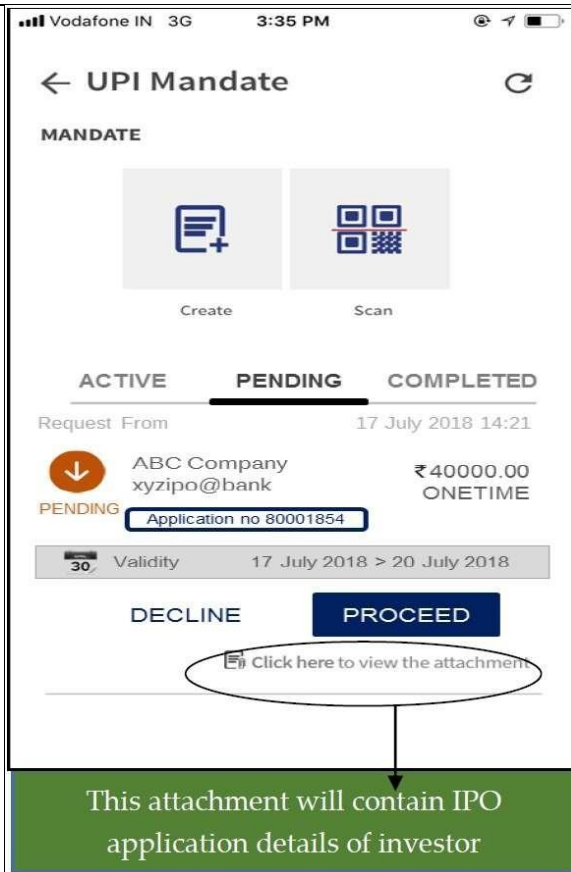 Vodafone IN 3G 3:35 PM
← UPI Mandate
MANDATE
Create Scan
ACTIVE PENDING COMPLETED
Request From 17 July 2018 14:21
ABC Company ₹40000.00
xyzipo@bank ONETIME
PENDING
Application no 80001854
30 Validity 17 July 2018 > 20 July 2018
DECLINE PROCEED
Click here to view the attachment
This attachment will contain IPO
application details of investor